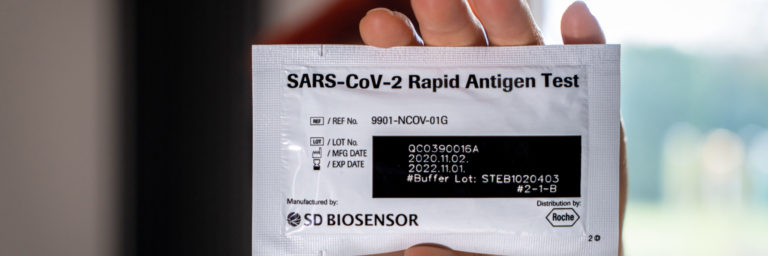 SARS-CoV-2 Rapid Antigen Test
REF / REF No. 9901-NCOV-01G
LOT / LOT No. QC0390016A
/ MFG DATE 2020.11.02.
/ EXP DATE 2022.11.01.
#Buffer Lot: STEB1020403
#2-1-B
Manufactured by:
SD BIOSENSOR
Distribution by:
Roche
2